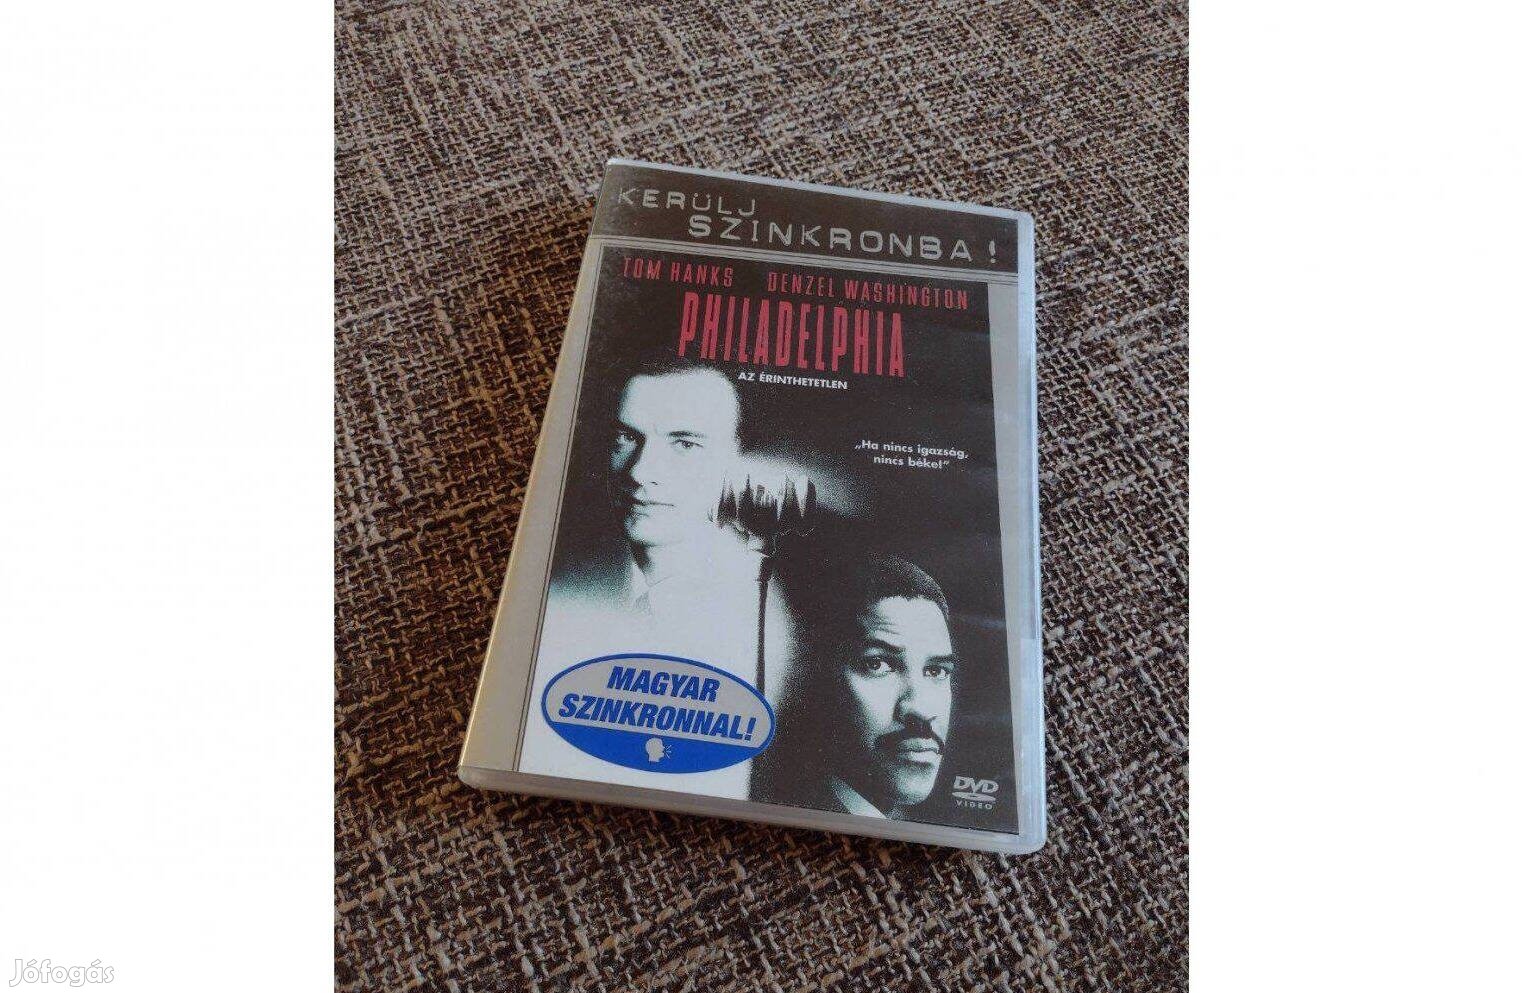 KERÜLJ
SZINKRONBA!
TOM HANKS DENZEL WASHINGTON
PHILADELPHIA
AZ ÉRINTHETETLEN
„Ha nincs igazság,
nincs béke!”
MAGYAR
SZINKRONNAL!
DVD
VIDEO
Jófogás